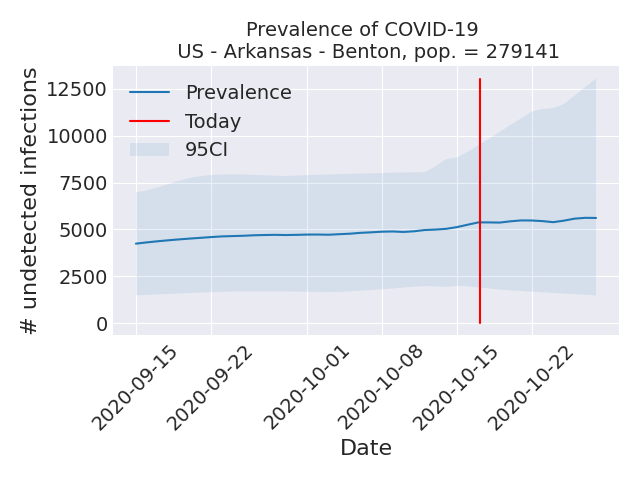 Prevalence of COVID-19
US - Arkansas - Benton, pop. = 279141
# undetected infections
12500
10000
7500
5000
2500
0
Prevalence
Today
95CI
2020-09-15
2020-09-22
2020-10-01
2020-10-08
2020-10-15
2020-10-22
Date